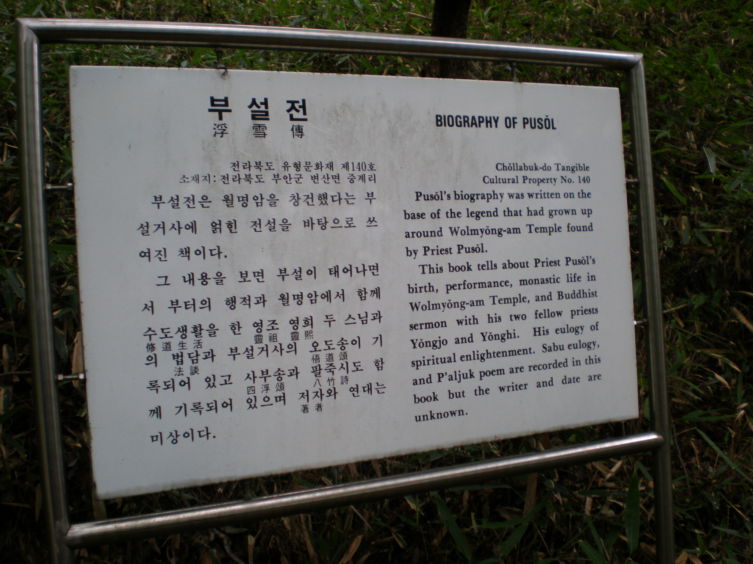 부설전
浮雪傳
전라북도 유형문화재 제140호
소재지: 전라북도 부안군 변산면 중계리
부설전은 월명암을 창건했다는 부
설거사에 얽힌 전설을 바탕으로 쓰
여진 책이다.
그 내용을 보면 부설이 태어나면
서 부터의 행적과 월명암에서 함께
수도생활을 한 영조 영희 두 스님과
修道生活 靈祖 靈熙
의 법담과 부설거사의 오도송이 기
法談 悟道頌
록되어 있고 사부송과 팔죽시도 함
四浮頌 八竹詩
께 기록되어 있으며 저자와 연대는
著者
미상이다.
BIOGRAPHY OF PUSŎL
Chŏllabuk-do Tangible
Cultural Property No. 140
Pusŏl's biography was written on the
base of the legend that had grown up
around Wolmyŏng-am Temple found
by Priest Pusŏl.
This book tells about Priest Pusŏl's
birth, performance, monastic life in
Wolmyŏng-am Temple, and Buddhist
sermon with his two fellow priests
Yŏngjo and Yŏnghi. His eulogy of
spiritual enlightenment. Sabu eulogy,
and P'aljuk poem are recorded in this
book but the writer and date are
unknown.